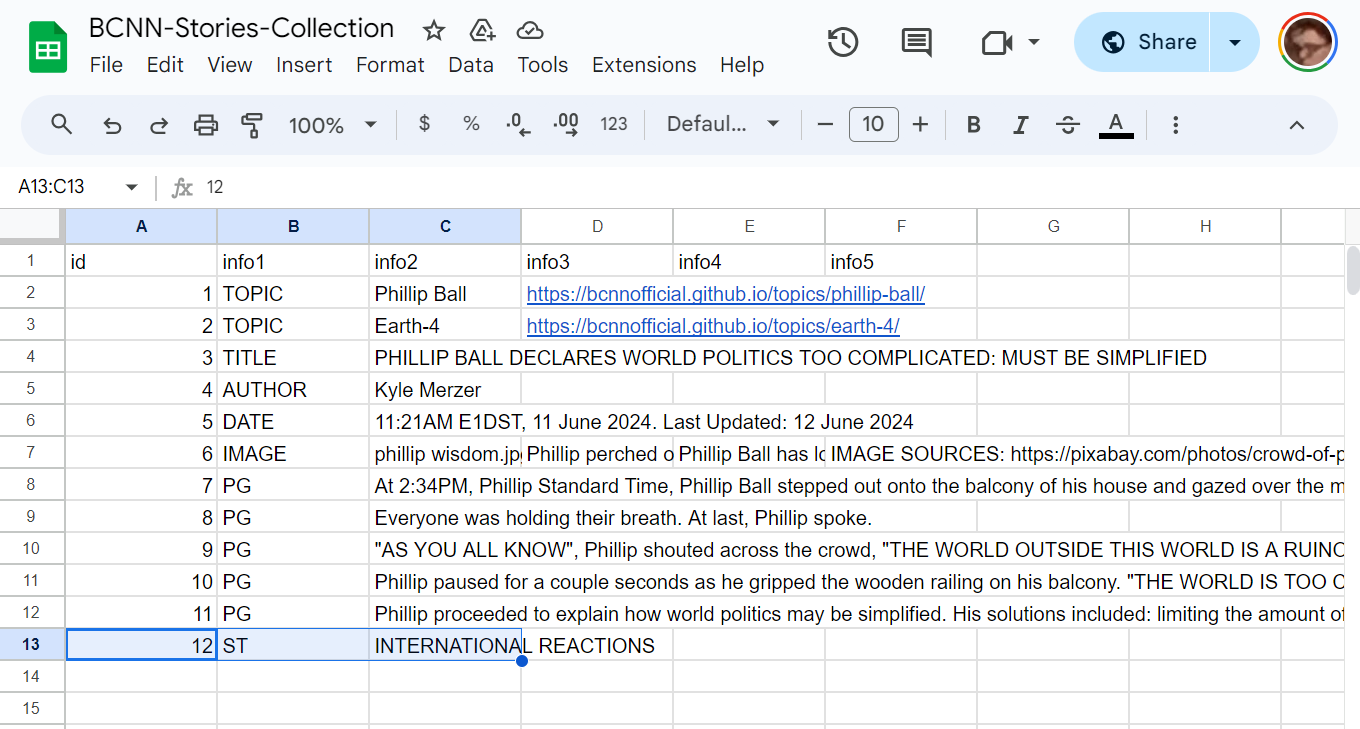 BCNN-Stories-Collection
File Edit View Insert Format Data Tools Extensions Help
Share
100% $ % .0 .00 123 Defaul... 10 B I S A
A13:C13 fx 12
A B C D E F G H
1 id info1 info2 info3 info4 info5
2 1 TOPIC Phillip Ball https://bcnnofficial.github.io/topics/phillip-ball/
3 2 TOPIC Earth-4 https://bcnnofficial.github.io/topics/earth-4/
4 3 TITLE PHILLIP BALL DECLARES WORLD POLITICS TOO COMPLICATED: MUST BE SIMPLIFIED
5 4 AUTHOR Kyle Merzer
6 5 DATE 11:21AM E1DST, 11 June 2024. Last Updated: 12 June 2024
7 6 IMAGE phillip wisdom.jp Phillip perched o Phillip Ball has lo IMAGE SOURCES: https://pixabay.com/photos/crowd-of-p
8 7 PG At 2:34PM, Phillip Standard Time, Phillip Ball stepped out onto the balcony of his house and gazed over the m
9 8 PG Everyone was holding their breath. At last, Phillip spoke.
10 9 PG "AS YOU ALL KNOW", Phillip shouted across the crowd, "THE WORLD OUTSIDE THIS WORLD IS A RUINO
11 10 PG Phillip paused for a couple seconds as he gripped the wooden railing on his balcony. "THE WORLD IS TOO C
12 11 PG Phillip proceeded to explain how world politics may be simplified. His solutions included: limiting the amount of
13 12 ST INTERNATIONAL REACTIONS
14
15